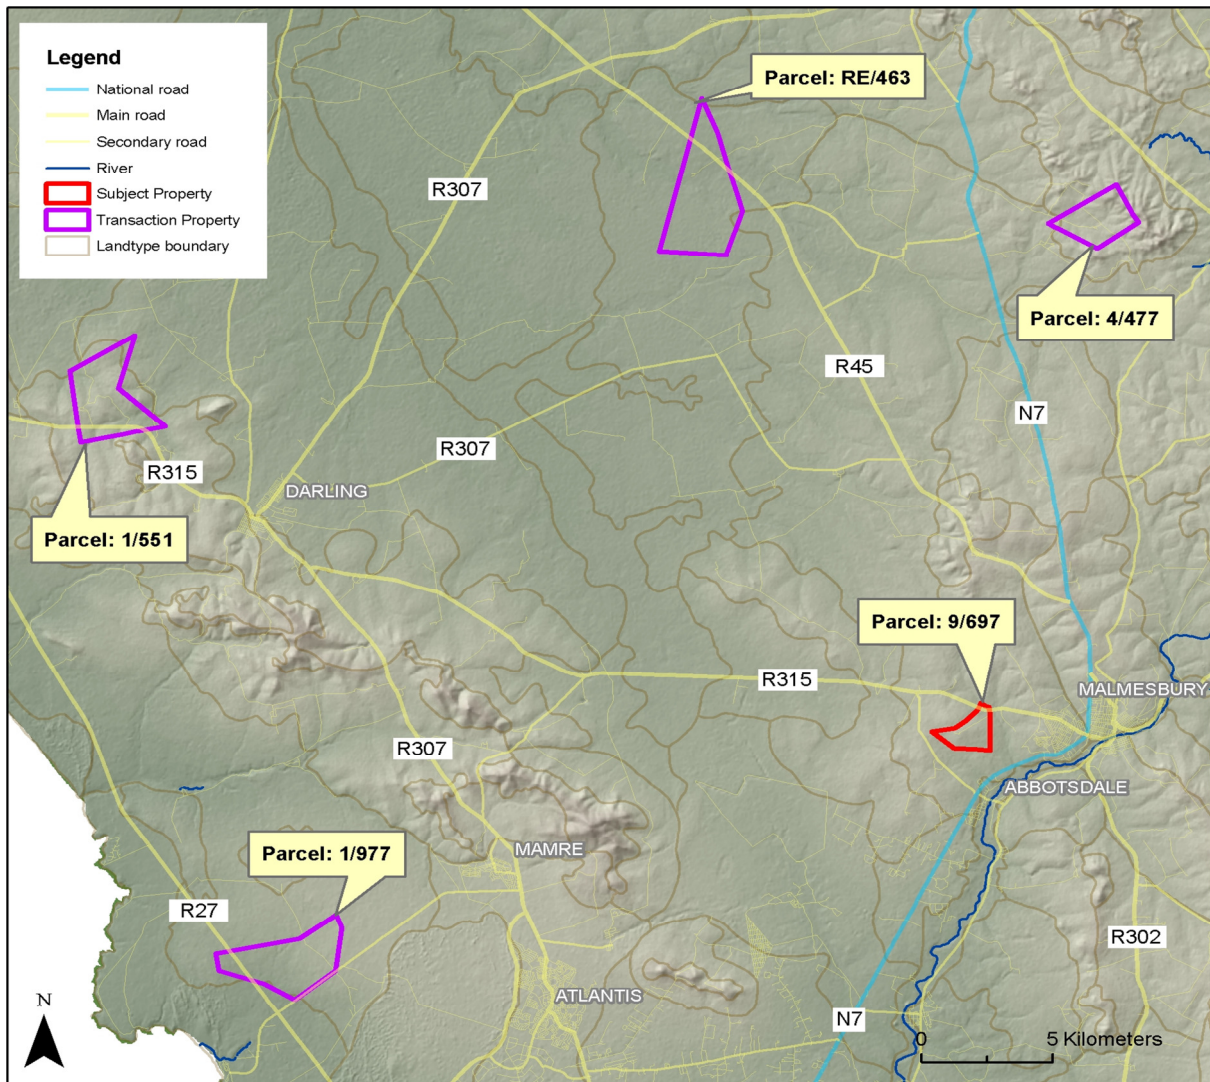 Legend
National road
Main road
Secondary road
River
Subject Property
Transaction Property
Landtype boundary
Parcel: RE/463
R307
Parcel: 4/477
R45
N7
R307
R315
DARLING
Parcel: 1/551
Parcel: 9/697
R315
MALMESBURY
R307
ABBOTSDALE
Parcel: 1/977
MAMRE
R27
R302
ATLANTIS
N7
N
0 5 Kilometers